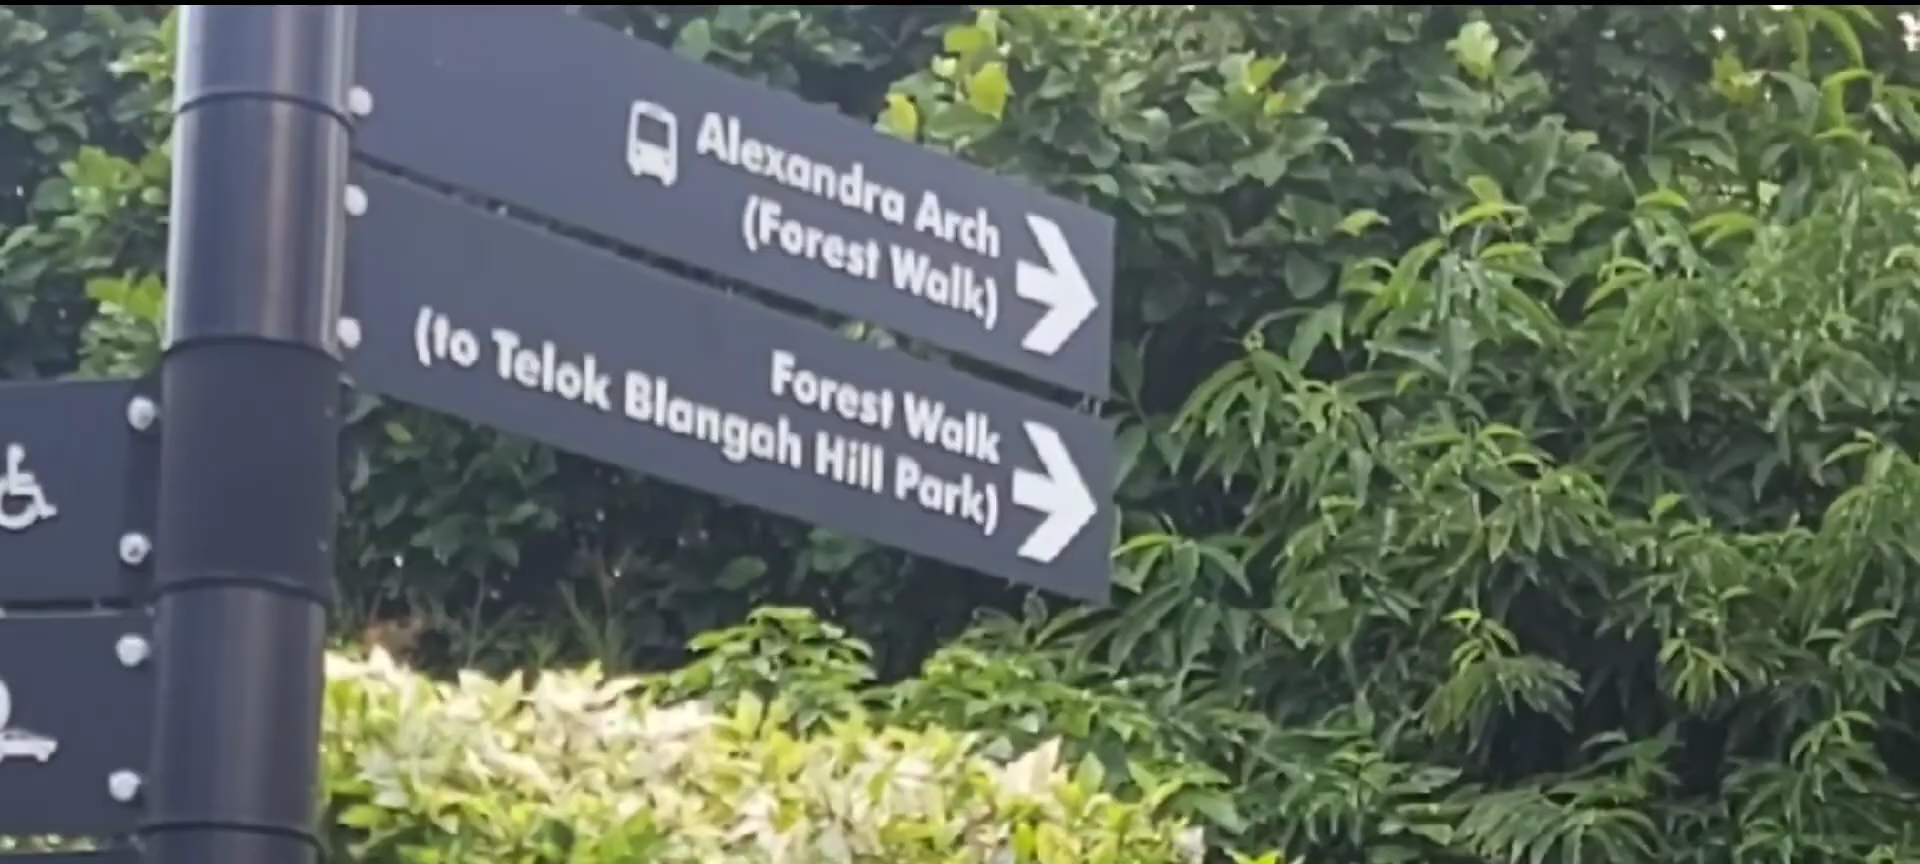 Alexandra Arch
(Forest Walk)
Forest Walk
(to Telok Blangah Hill Park)